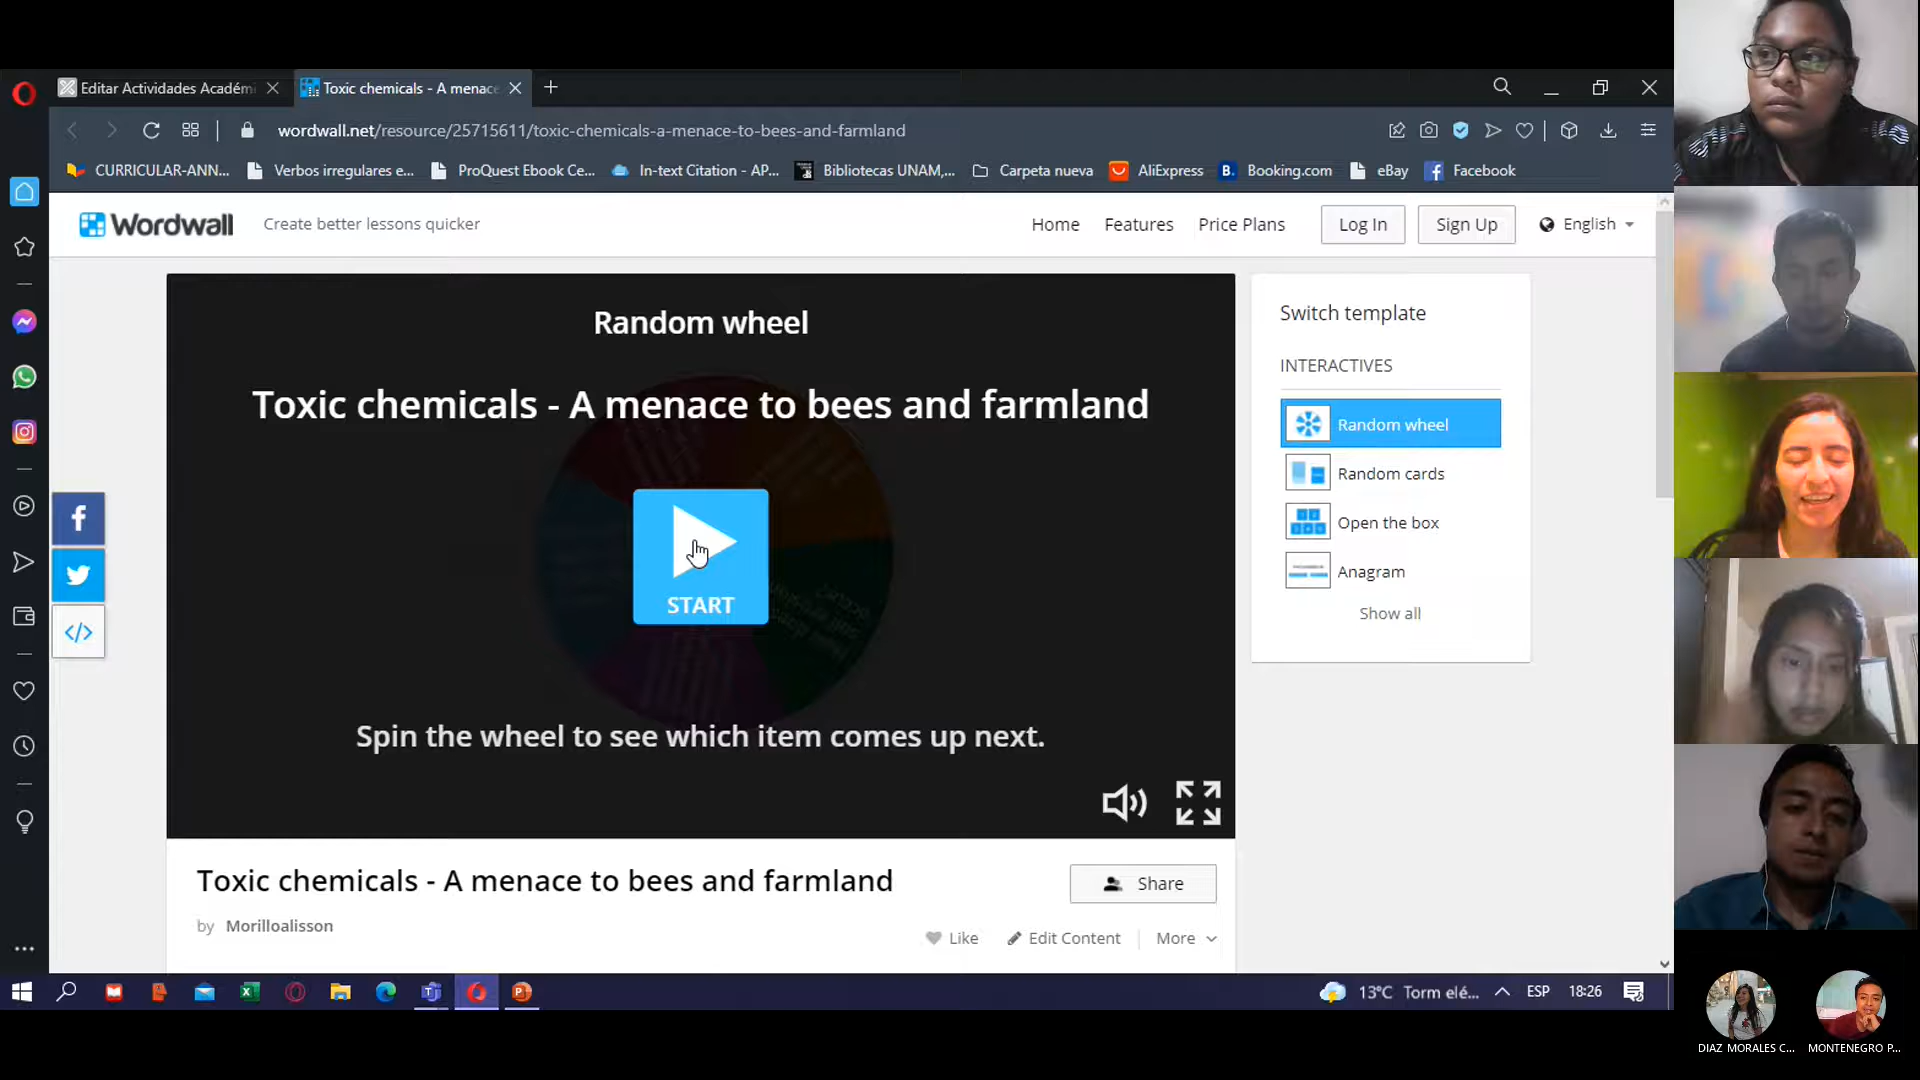 Editar Actividades Académi
Toxic chemicals - A menace
wordwall.net/resource/25715611/toxic-chemicals-a-menace-to-bees-and-farmland
CURRICULAR-ANN...
Verbos irregulares e...
ProQuest Ebook Ce...
In-text Citation - AP...
Bibliotecas UNAM,...
Carpeta nueva
AliExpress
Booking.com
eBay
Facebook
Wordwall
Create better lessons quicker
Home
Features
Price Plans
Log In
Sign Up
English
Random wheel
Toxic chemicals - A menace to bees and farmland
START
Spin the wheel to see which item comes up next.
Switch template
INTERACTIVES
Random wheel
Random cards
Open the box
Anagram
Show all
Toxic chemicals - A menace to bees and farmland
Share
by Morilloalisson
Like
Edit Content
More
13°C Torm elé...
ESP
18:26
DIAZ MORALES C...
MONTENEGRO P...